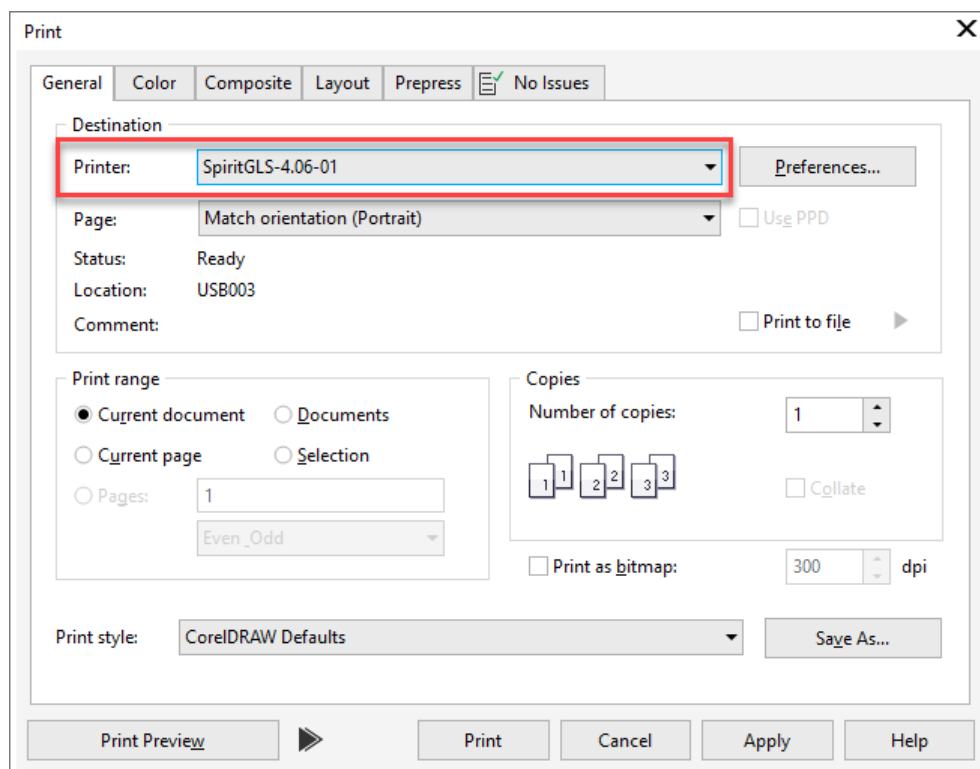 Print
General Color Composite Layout Prepress No Issues
Destination
Printer: SpiritGLS-4.06-01 Preferences...
Page: Match orientation (Portrait) Use PPD
Status: Ready
Location: USB003
Comment: Print to file
Print range
Current document Documents
Current page Selection
Pages: 1
Even _Odd
Copies
Number of copies: 1
1 1 2 2 3 3
Collate
Print as bitmap: 300 dpi
Print style: CorelDRAW Defaults Save As...
Print Preview Print Cancel Apply Help